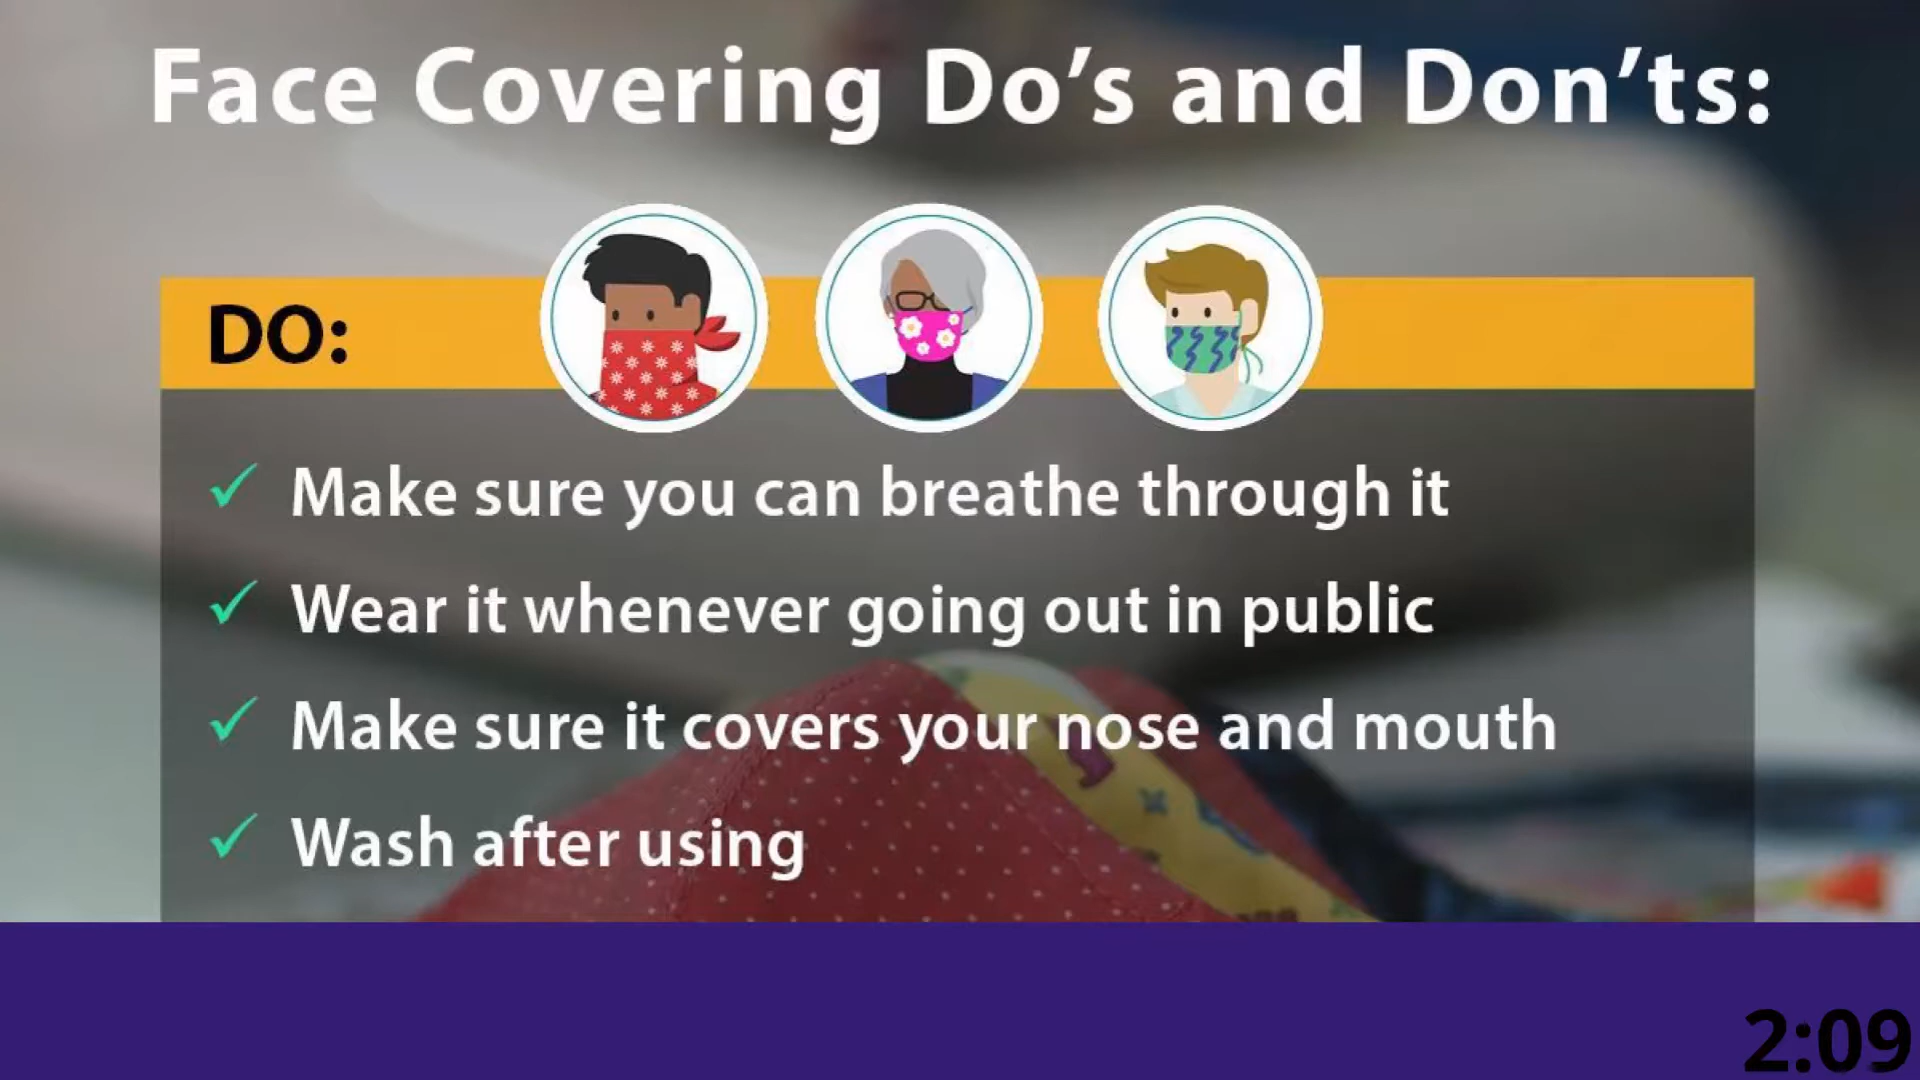 Face Covering Do’s and Don’ts:
DO:
Make sure you can breathe through it
Wear it whenever going out in public
Make sure it covers your nose and mouth
Wash after using
2:09